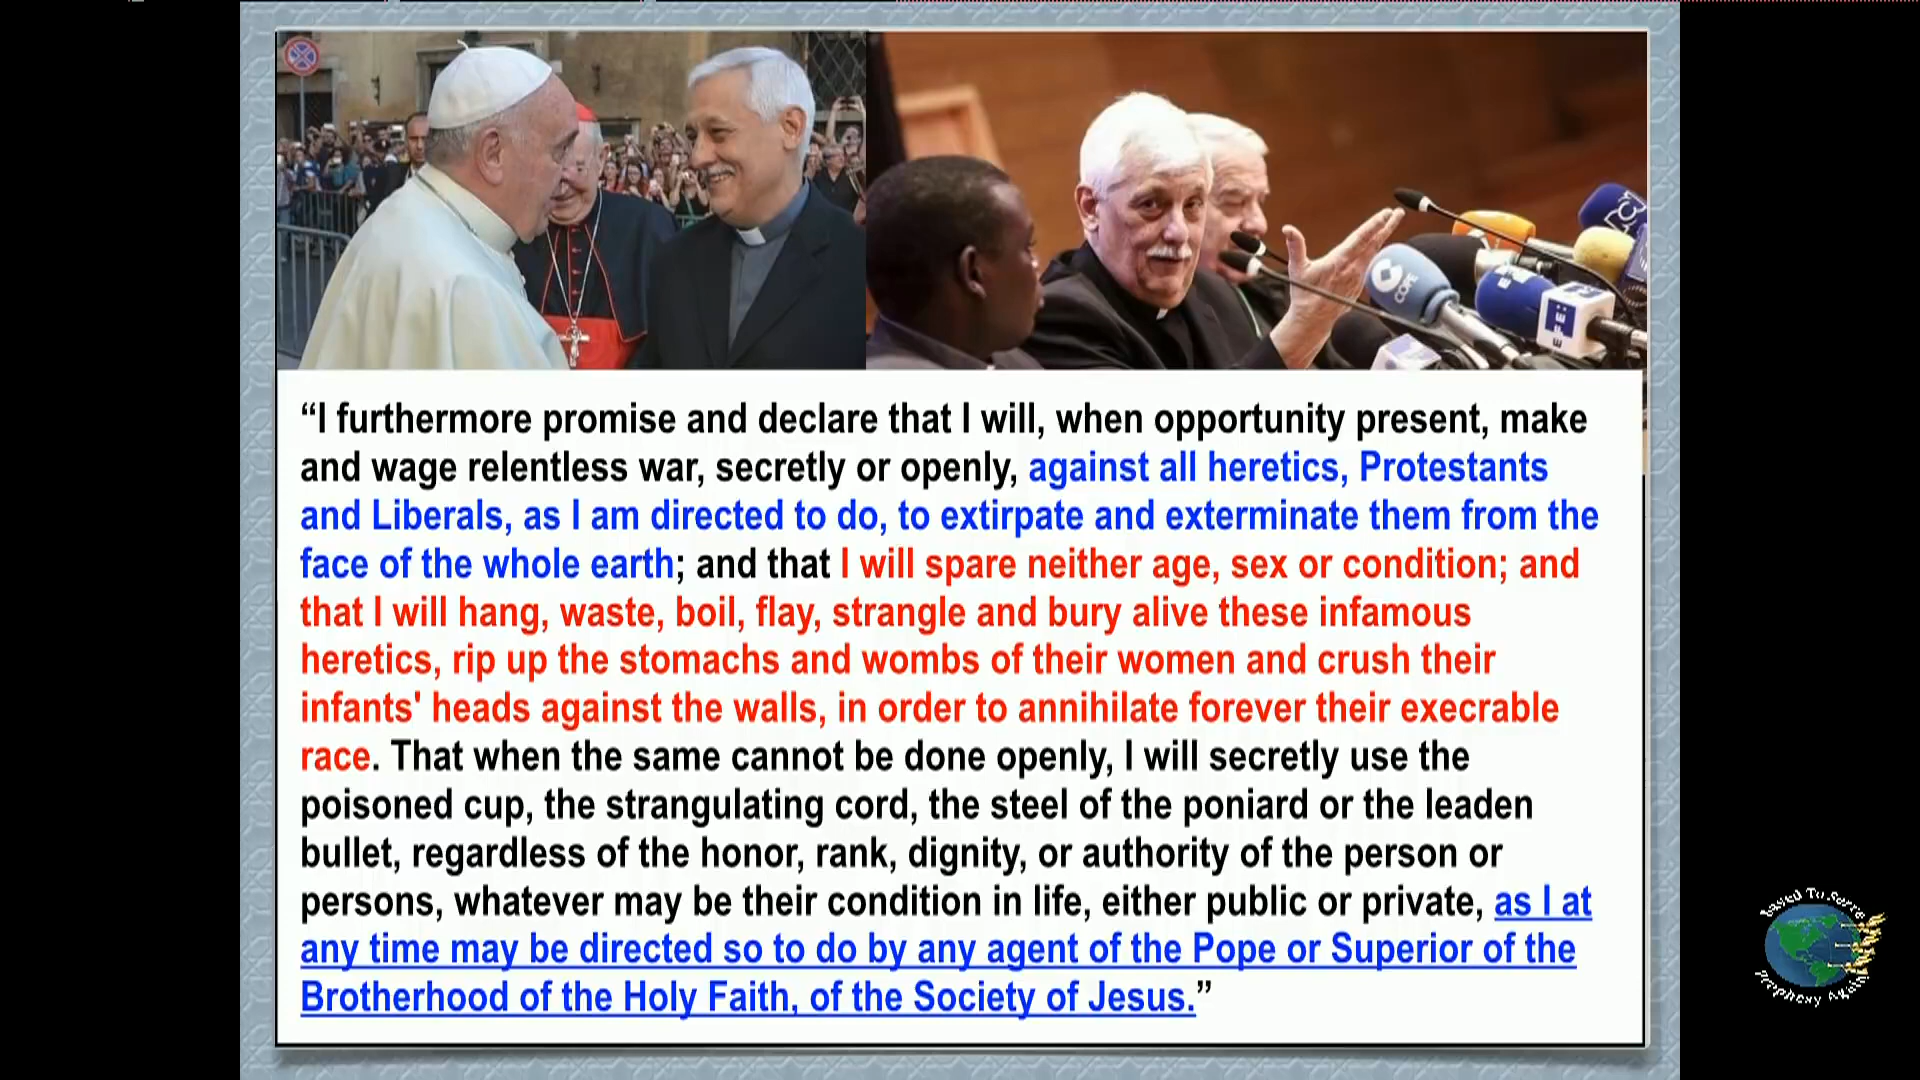 “I furthermore promise and declare that I will, when opportunity present, make
and wage relentless war, secretly or openly, against all heretics, Protestants
and Liberals, as I am directed to do, to extirpate and exterminate them from the
face of the whole earth; and that I will spare neither age, sex or condition; and
that I will hang, waste, boil, flay, strangle and bury alive these infamous
heretics, rip up the stomachs and wombs of their women and crush their
infants' heads against the walls, in order to annihilate forever their execrable
race. That when the same cannot be done openly, I will secretly use the
poisoned cup, the strangulating cord, the steel of the poniard or the leaden
bullet, regardless of the honor, rank, dignity, or authority of the person or
persons, whatever may be their condition in life, either public or private, as I at
any time may be directed so to do by any agent of the Pope or Superior of the
Brotherhood of the Holy Faith, of the Society of Jesus.”
COPE
EFE:
To Serve
Prophesy Again